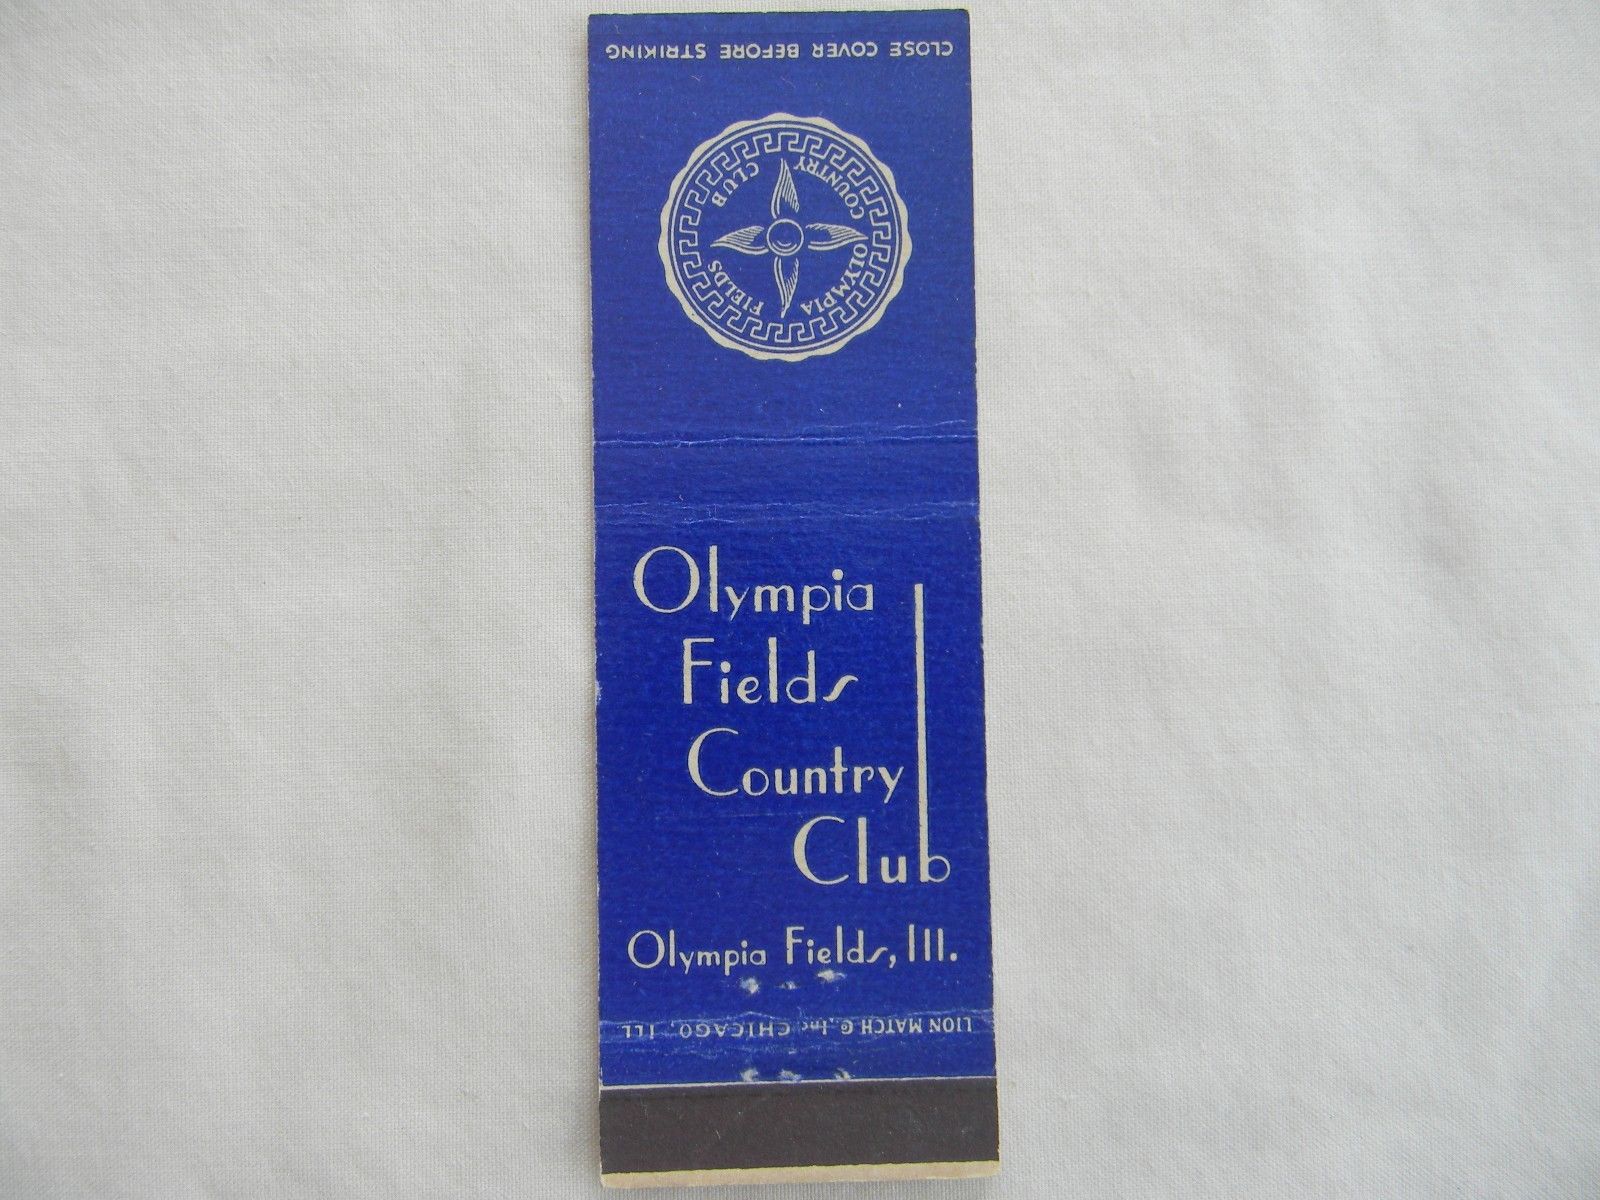 CLOSE COVER BEFORE STRIKING
OLYMPIA FIELDS
COUNTRY CLUB
Olympia
Fields
Country
Club
Olympia Fields, Ill.
LION MATCH Co. Inc. CHICAGO, ILL